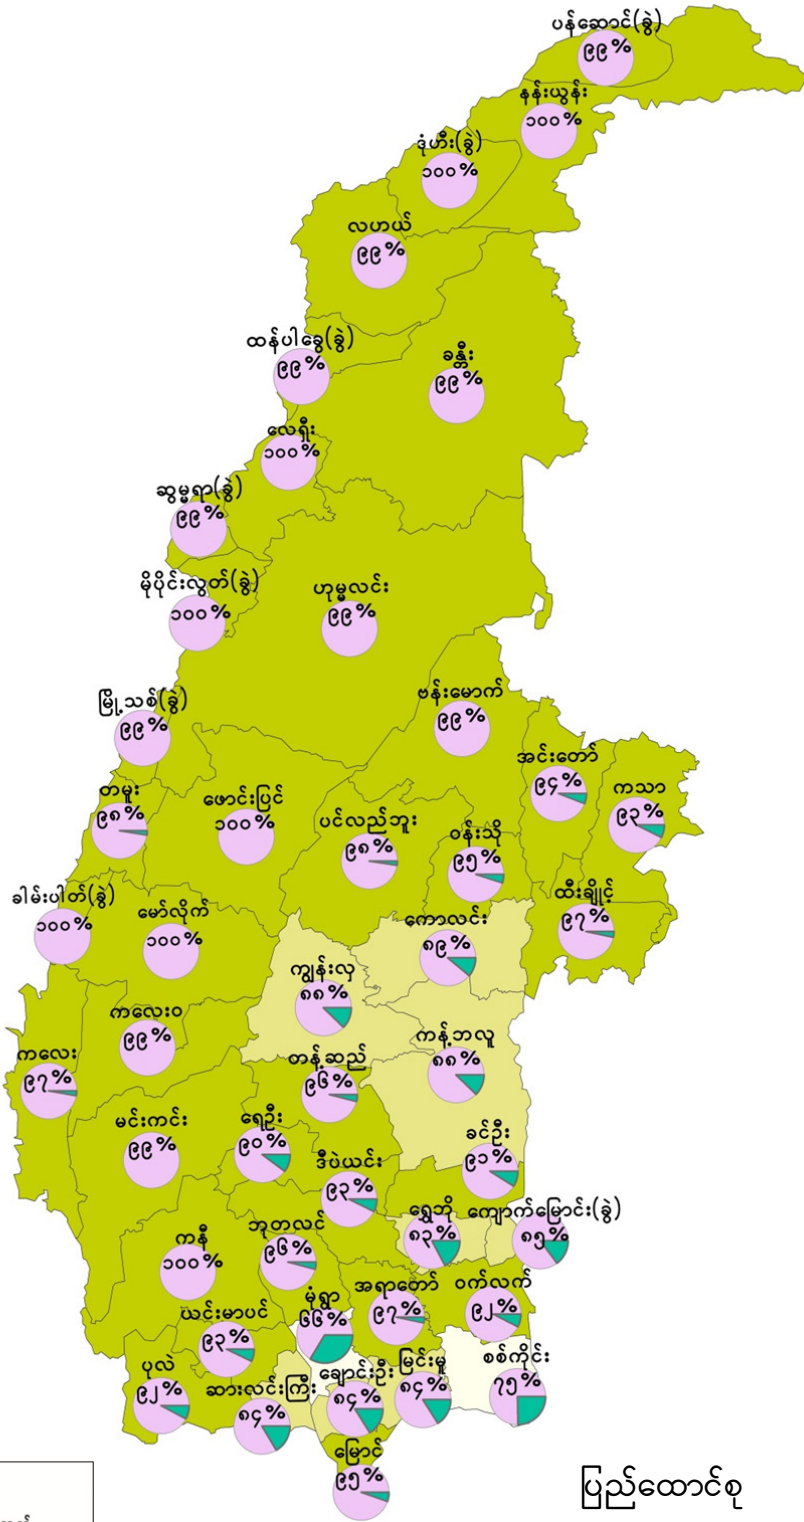 ပန်ဆောင်(ခွဲ)
၉၉%
နန်းယွန်း
၁၀၀%
ဒုံဟီး(ခွဲ)
၁၀၀%
လဟယ်
၉၉%
ထန်ပါခွေ(ခွဲ)
၉၉%
ခန္တီး
၉၉%
လေရှီး
၁၀၀%
ဆွမ္မရာ(ခွဲ)
၉၉%
မိုပိုင်းလွတ်(ခွဲ)
၁၀၀%
ဟုမ္မလင်း
၉၉%
ဗန်းမောက်
၉၉%
မြို့သစ်(ခွဲ)
၉၉%
အင်းတော်
၉၄%
ကသာ
၉၃%
တမူး
၉၈%
ဖောင်းပြင်
၁၀၀%
ပင်လည်ဘူး
၉၈%
ဝန်းသို
၉၅%
ထီးချိုင့်
၉၇%
ခါမ်းပါတ်(ခွဲ)
၁၀၀%
မော်လိုက်
၁၀၀%
ကောလင်း
၈၉%
ကျွန်းလှ
၈၈%
ကလေးဝ
၉၉%
ကန့်ဘလူ
၈၈%
ကလေး
၉၇%
တန့်ဆည်
၉၆%
မင်းကင်း
၉၉%
ရေဦး
၉၀%
ခင်ဦး
၉၁%
ဒီပဲယင်း
၉၃%
ရွှေဘို
၈၃%
ကျောက်မြောင်း(ခွဲ)
၈၅%
ကနီ
၁၀၀%
ဘုတလင်
၉၆%
အရာတော်
၉၇%
ဝက်လက်
၉၂%
မုံရွာ
၆၆%
ယင်းမာပင်
၉၃%
ပုလဲ
၉၂%
ဆားလင်းကြီး
၈၄%
ချောင်းဦး
၈၄%
မြင်းမူ
၈၄%
စစ်ကိုင်း
၇၅%
မြောင်
၉၅%
ပြည်ထောင်စု